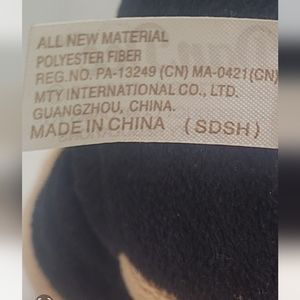 ALL NEW MATERIAL
POLYESTER FIBER
REG.NO. PA-13249 (CN) MA-0421(CN)
MTY INTERNATIONAL CO., LTD.
GUANGZHOU, CHINA.
MADE IN CHINA (SDSH)